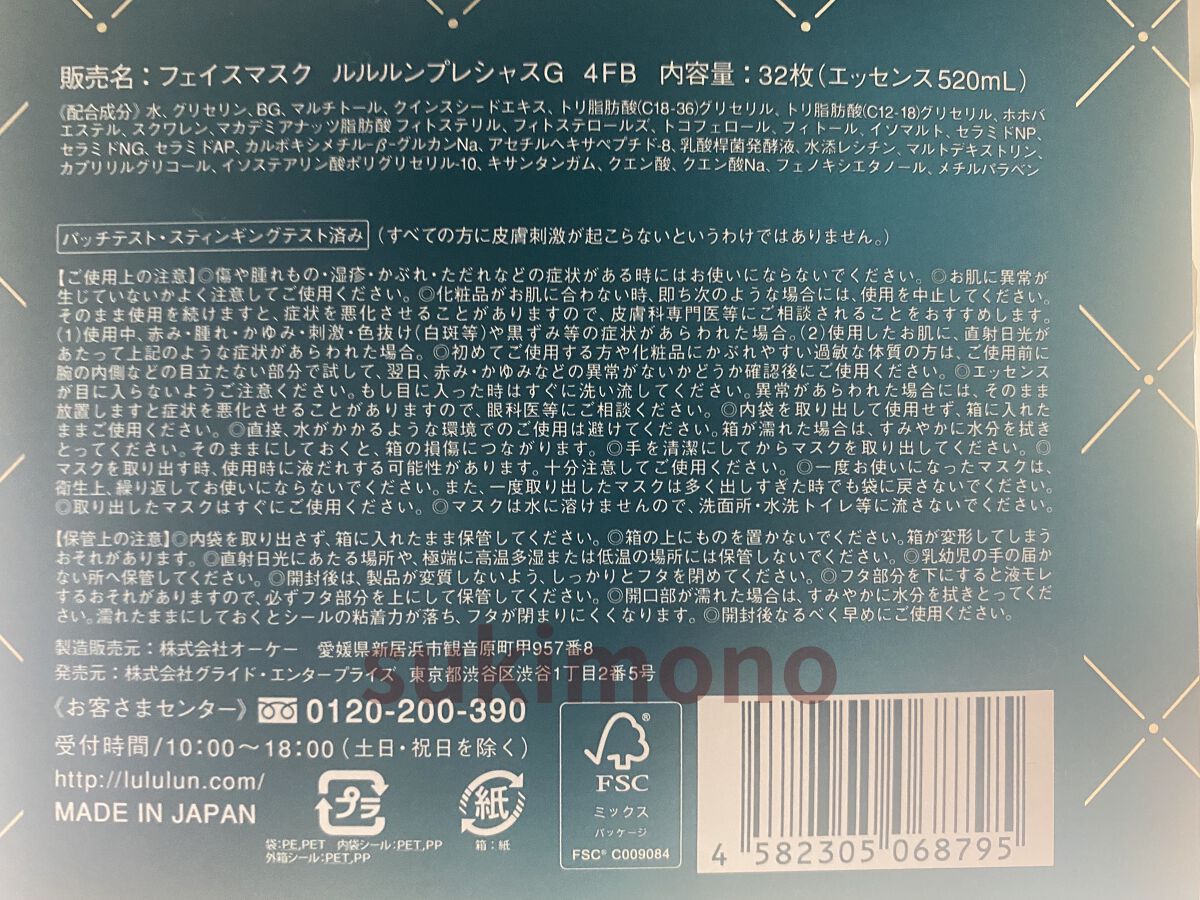 販売名：フェイスマスク ルルルンプレシャスG 4FB 内容量：32枚(エッセンス520mL)
《配合成分》水、グリセリン、BG、マルチトール、クインスシードエキス、トリ脂肪酸(C18-36)グリセリル、トリ脂肪酸(C12-18)グリセリル、ホホバ
エステル、スクワレン、マカデミアナッツ脂肪酸フィトステリル、フィトステロールズ、トコフェロール、フィトール、イソマルト、セラミドNP、
セラミドNG、セラミドAP、カルボキシメチル-β-グルカンNa、アセチルヘキサペプチド-8、乳酸桿菌発酵液、水添レシチン、マルトデキストリン、
カプリリルグリコール、イソステアリン酸ポリグリセリル-10、キサンタンガム、クエン酸、クエン酸Na、フェノキシエタノール、メチルパラベン
パッチテスト・スティンギングテスト済み (すべての方に皮膚刺激が起こらないというわけではありません。)
【ご使用上の注意】◎傷や腫れもの・湿疹・かぶれ・ただれなどの症状がある時にはお使いにならないでください。◎お肌に異常が
生じていないかよく注意してご使用ください。◎化粧品がお肌に合わない時、即ち次のような場合には、使用を中止してください。
そのまま使用を続けますと、症状を悪化させることがありますので、皮膚科専門医等にご相談されることをおすすめします。
(1)使用中、赤み・腫れ・かゆみ・刺激・色抜け(白斑等)や黒ずみ等の症状があらわれた場合。(2)使用したお肌に、直射日光が
あたって上記のような症状があらわれた場合。◎初めてご使用する方や化粧品にかぶれやすい過敏な体質の方は、ご使用前に
腕の内側などの目立たない部分で試して、翌日、赤み・かゆみなどの異常がないかどうか確認後にご使用ください。◎エッセンス
が目に入らないようご注意ください。もし目に入った時はすぐに洗い流してください。異常があらわれた場合には、そのまま
放置しますと症状を悪化させることがありますので、眼科医等にご相談ください。◎内袋を取り出して使用せず、箱に入れた
ままご使用ください。◎直接、水がかかるような環境でのご使用は避けてください。箱が濡れた場合は、すみやかに水分を拭き
とってください。そのままにしておくと、箱の損傷につながります。◎手を清潔にしてからマスクを取り出してください。◎
マスクを取り出す時、使用時に液だれする可能性があります。十分注意してご使用ください。◎一度お使いになったマスクは、
衛生上、繰り返してお使いにならないでください。また、一度取り出したマスクは多く出しすぎた時でも袋に戻さないでください。
◎取り出したマスクはすぐにご使用ください。◎マスクは水に溶けませんので、洗面所・水洗トイレ等に流さないでください。
【保管上の注意】◎内袋を取り出さず、箱に入れたまま保管してください。◎箱の上にものを置かないでください。箱が変形してしまう
おそれがあります。◎直射日光にあたる場所や、極端に高温多湿または低温の場所には保管しないでください。◎乳幼児の手の届か
ない所へ保管してください。◎開封後は、製品が変質しないよう、しっかりとフタを閉めてください。◎フタ部分を下にすると液モレ
するおそれがありますので、必ずフタ部分を上にして保管してください。◎開口部が濡れた場合は、すみやかに水分を拭きとってくだ
さい。濡れたままにしておくとシールの粘着力が落ち、フタが閉まりにくくなります。◎開封後なるべく早めにご使用ください。
製造販売元：株式会社オーケー 愛媛県新居浜市観音原町甲957番8
発売元：株式会社グライド・エンタープライズ 東京都渋谷区渋谷1丁目2番5号
sukimono
《お客さまセンター》 0120-200-390
受付時間/10:00〜18:00(土日・祝日を除く)
http://lululun.com/
MADE IN JAPAN
プラ
袋:PE,PET 内袋シール:PET,PP
外箱シール:PET,PP
紙
箱:紙
®
FSC
ミックス
パッケージ
FSC® C009084
4 582305 068795